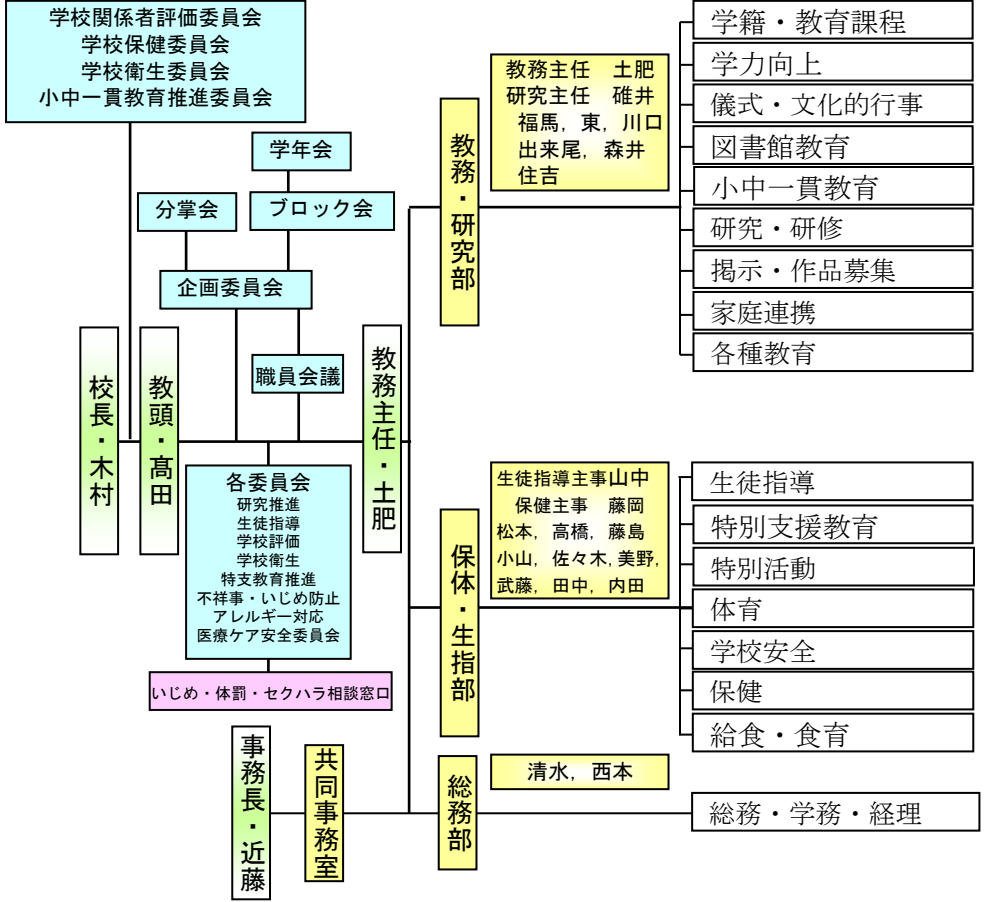 学校関係者評価委員会
学校保健委員会
学校衛生委員会
小中一貫教育推進委員会
学年会
分掌会
ブロック会
企画委員会
職員会議
校長・木村
教頭・髙田
教務主任・土肥
各委員会
研究推進
生徒指導
学校評価
学校衛生
特支教育推進
不祥事・いじめ防止
アレルギー対応
医療ケア安全委員会
いじめ・体罰・セクハラ相談窓口
事務長・近藤
共同事務室
教務・研究部
教務主任 土肥
研究主任 碓井
福馬, 東, 川口
出来尾, 森井
住吉
学籍・教育課程
学力向上
儀式・文化的行事
図書館教育
小中一貫教育
研究・研修
掲示・作品募集
家庭連携
各種教育
保体・生指部
生徒指導主事山中
保健主事 藤岡
松本, 高橋, 藤島
小山, 佐々木, 美野,
武藤, 田中, 内田
生徒指導
特別支援教育
特別活動
体育
学校安全
保健
給食・食育
総務部
清水, 西本
総務・学務・経理